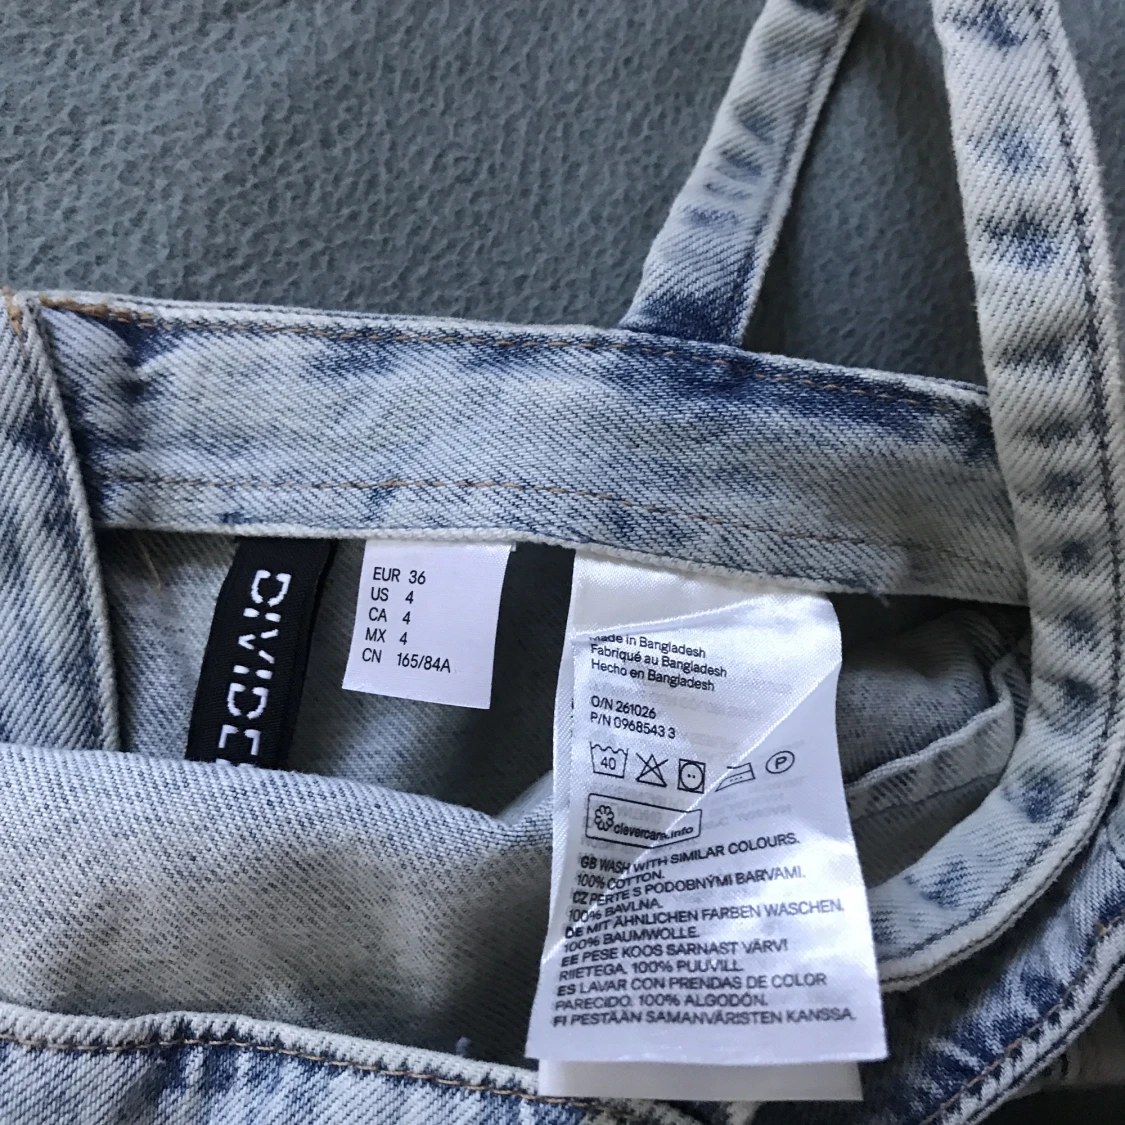 DIVIDE
EUR 36
US 4
CA 4
MX 4
CN 165/84A
Made in Bangladesh
Fabriqué au Bangladesh
Hecho en Bangladesh
O/N 261026
P/N 0968543 3
40
P
clevercare.info
GB WASH WITH SIMILAR COLOURS.
100% COTTON.
CZ PERTE S PODOBNÝMI BARVAMI.
100% BAVLNA.
DE MIT ÄHNLICHEN FARBEN WASCHEN.
100% BAUMWOLLE.
EE PESE KOOS SARNAST VÄRVI
RIIETEGA. 100% PUUVILL.
ES LAVAR CON PRENDAS DE COLOR
PARECIDO. 100% ALGODÓN.
FI PESTÄÄN SAMANVÄRISTEN KANSSA.